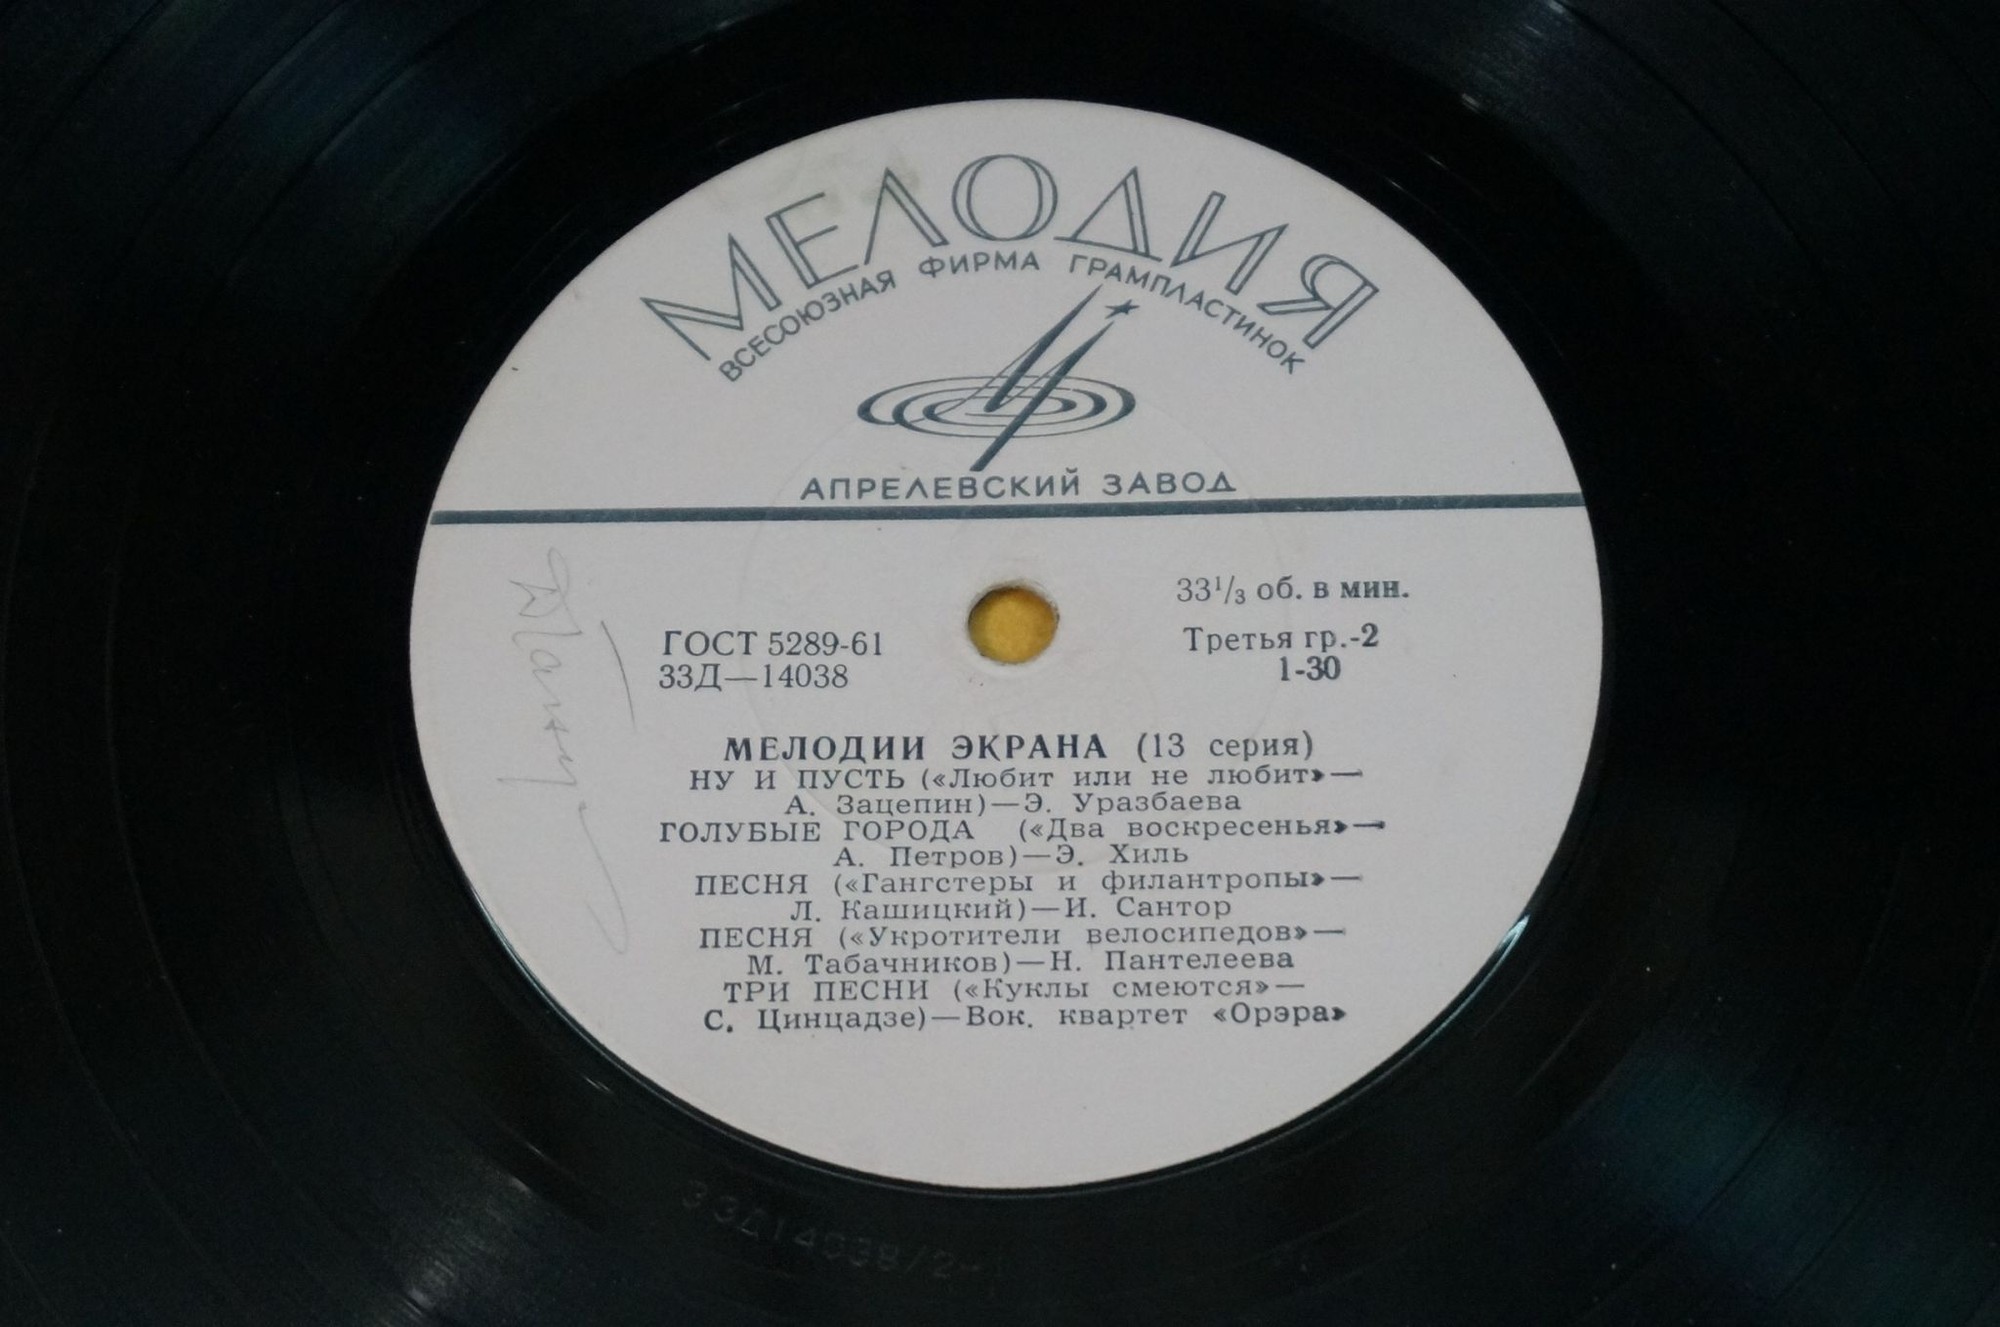 МЕЛОДИЯ
ВСЕСОЮЗНАЯ ФИРМА ГРАМПЛАСТИНОК
АПРЕЛЕВСКИЙ ЗАВОД
33¹/₃ об. в мин.
ГОСТ 5289-61
Третья гр.-2
33Д—14038
1-30
МЕЛОДИИ ЭКРАНА (13 серия)
НУ И ПУСТЬ («Любит или не любит»—
А. Зацепин)—Э. Уразбаева
ГОЛУБЫЕ ГОРОДА («Два воскресенья»—
А. Петров)—Э. Хиль
ПЕСНЯ («Гангстеры и филантропы»—
Л. Кашицкий)—И. Сантор
ПЕСНЯ («Укротители велосипедов»—
М. Табачников)—Н. Пантелеева
ТРИ ПЕСНИ («Куклы смеются»—
С. Цинцадзе)—Вок. квартет «Орэра»
33Д14038/2-